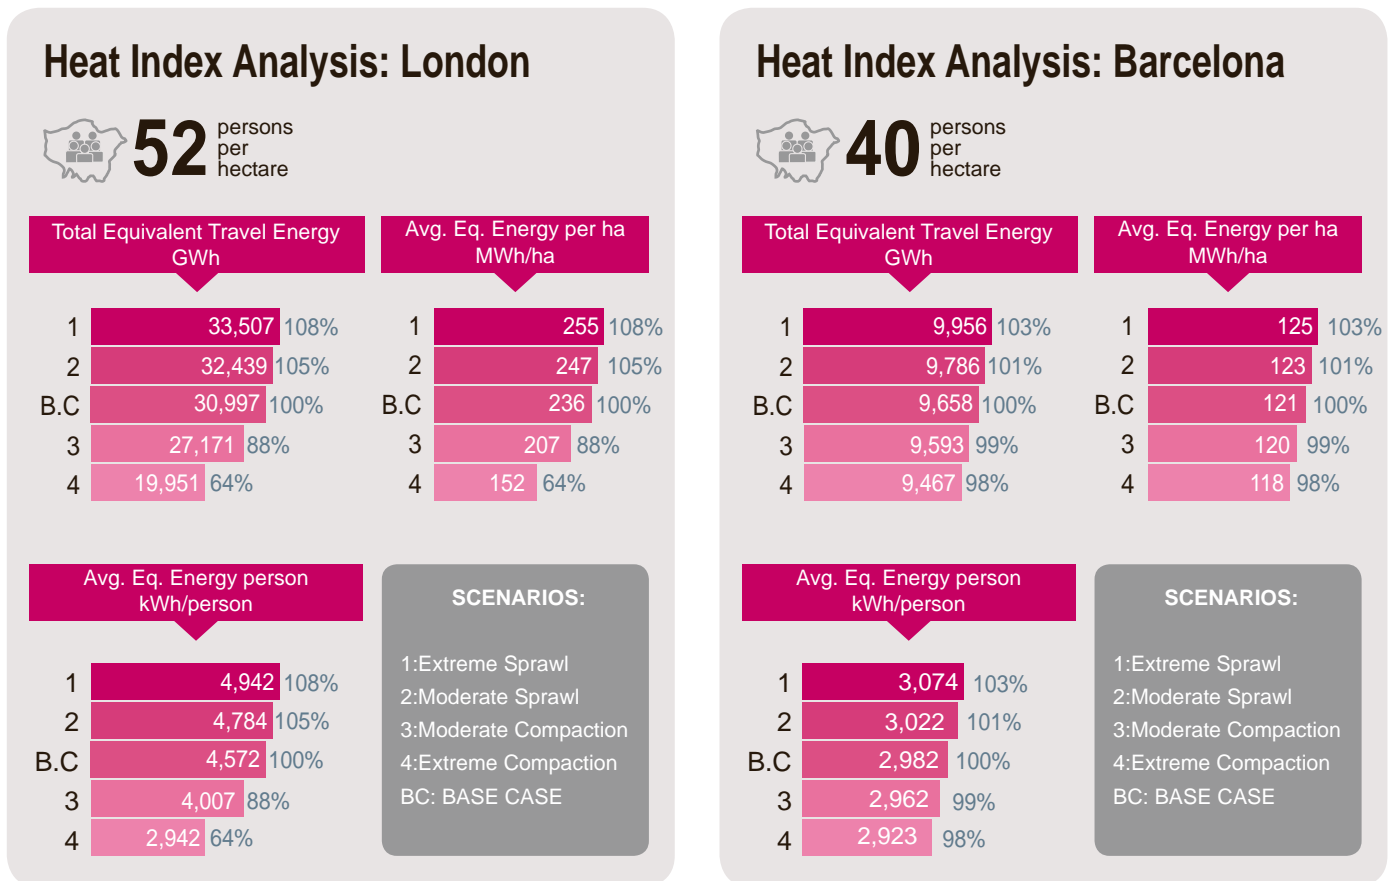 Heat Index Analysis: London
52 persons
per
hectare
Total Equivalent Travel Energy
GWh
1 33,507 108%
2 32,439 105%
B.C 30,997 100%
3 27,171 88%
4 19,951 64%
Avg. Eq. Energy per ha
MWh/ha
1 255 108%
2 247 105%
B.C 236 100%
3 207 88%
4 152 64%
Avg. Eq. Energy person
kWh/person
1 4,942 108%
2 4,784 105%
B.C 4,572 100%
3 4,007 88%
4 2,942 64%
SCENARIOS:
1:Extreme Sprawl
2:Moderate Sprawl
3:Moderate Compaction
4:Extreme Compaction
BC: BASE CASE
Heat Index Analysis: Barcelona
40 persons
per
hectare
Total Equivalent Travel Energy
GWh
1 9,956 103%
2 9,786 101%
B.C 9,658 100%
3 9,593 99%
4 9,467 98%
Avg. Eq. Energy per ha
MWh/ha
1 125 103%
2 123 101%
B.C 121 100%
3 120 99%
4 118 98%
Avg. Eq. Energy person
kWh/person
1 3,074 103%
2 3,022 101%
B.C 2,982 100%
3 2,962 99%
4 2,923 98%
SCENARIOS:
1:Extreme Sprawl
2:Moderate Sprawl
3:Moderate Compaction
4:Extreme Compaction
BC: BASE CASE